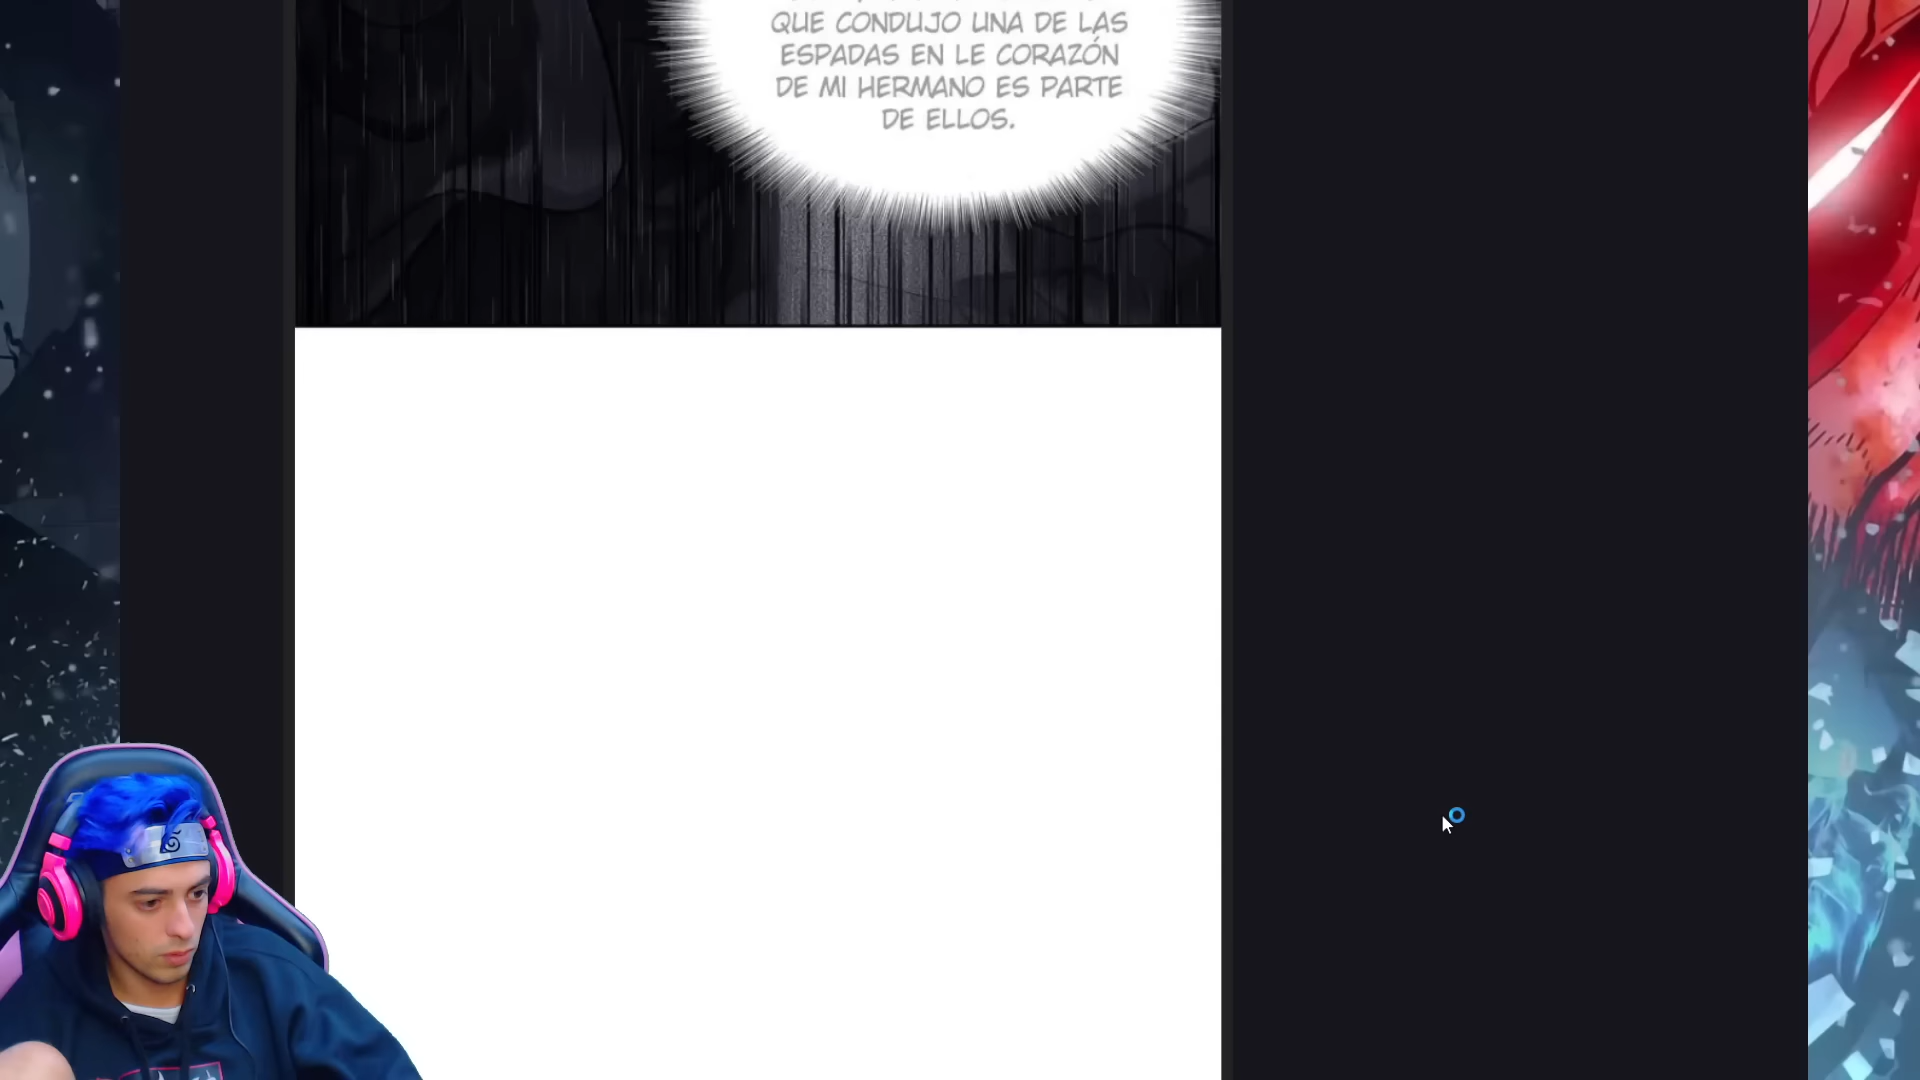 QUE CONDUJO UNA DE LAS
ESPADAS EN LE CORAZÓN
DE MI HERMANO ES PARTE
DE ELLOS.